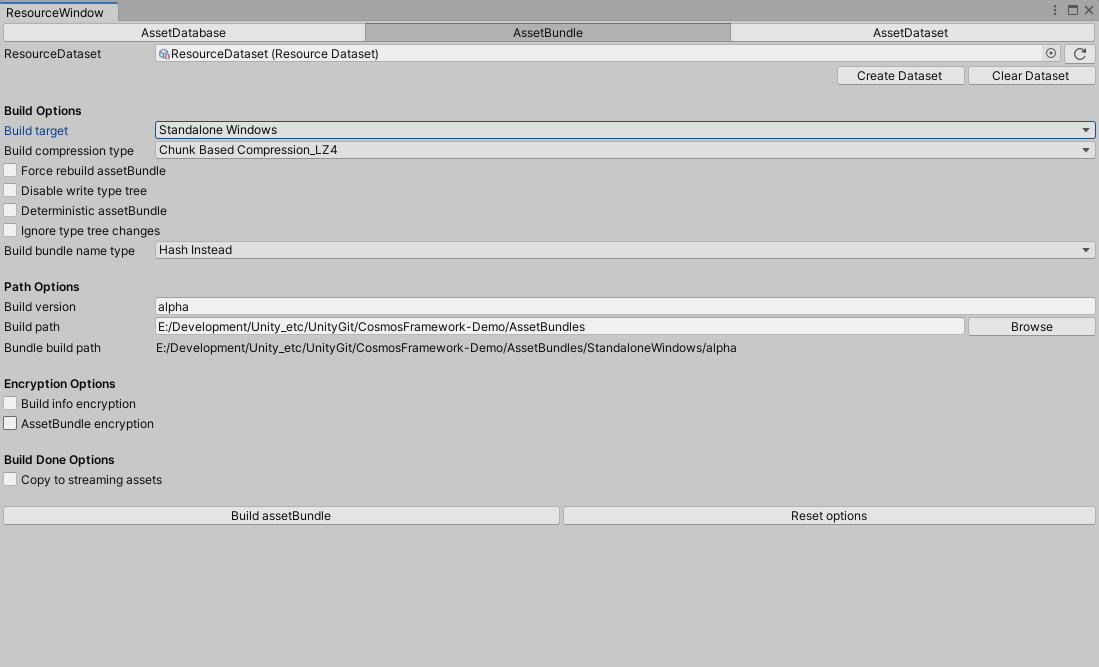 ResourceWindow
AssetDatabase AssetBundle AssetDataset
ResourceDataset ResourceDataset (Resource Dataset)
Create Dataset Clear Dataset
Build Options
Build target Standalone Windows
Build compression type Chunk Based Compression_LZ4
Force rebuild assetBundle
Disable write type tree
Deterministic assetBundle
Ignore type tree changes
Build bundle name type Hash Instead
Path Options
Build version alpha
Build path E:/Development/Unity_etc/UnityGit/CosmosFramework-Demo/AssetBundles Browse
Bundle build path E:/Development/Unity_etc/UnityGit/CosmosFramework-Demo/AssetBundles/StandaloneWindows/alpha
Encryption Options
Build info encryption
AssetBundle encryption
Build Done Options
Copy to streaming assets
Build assetBundle Reset options